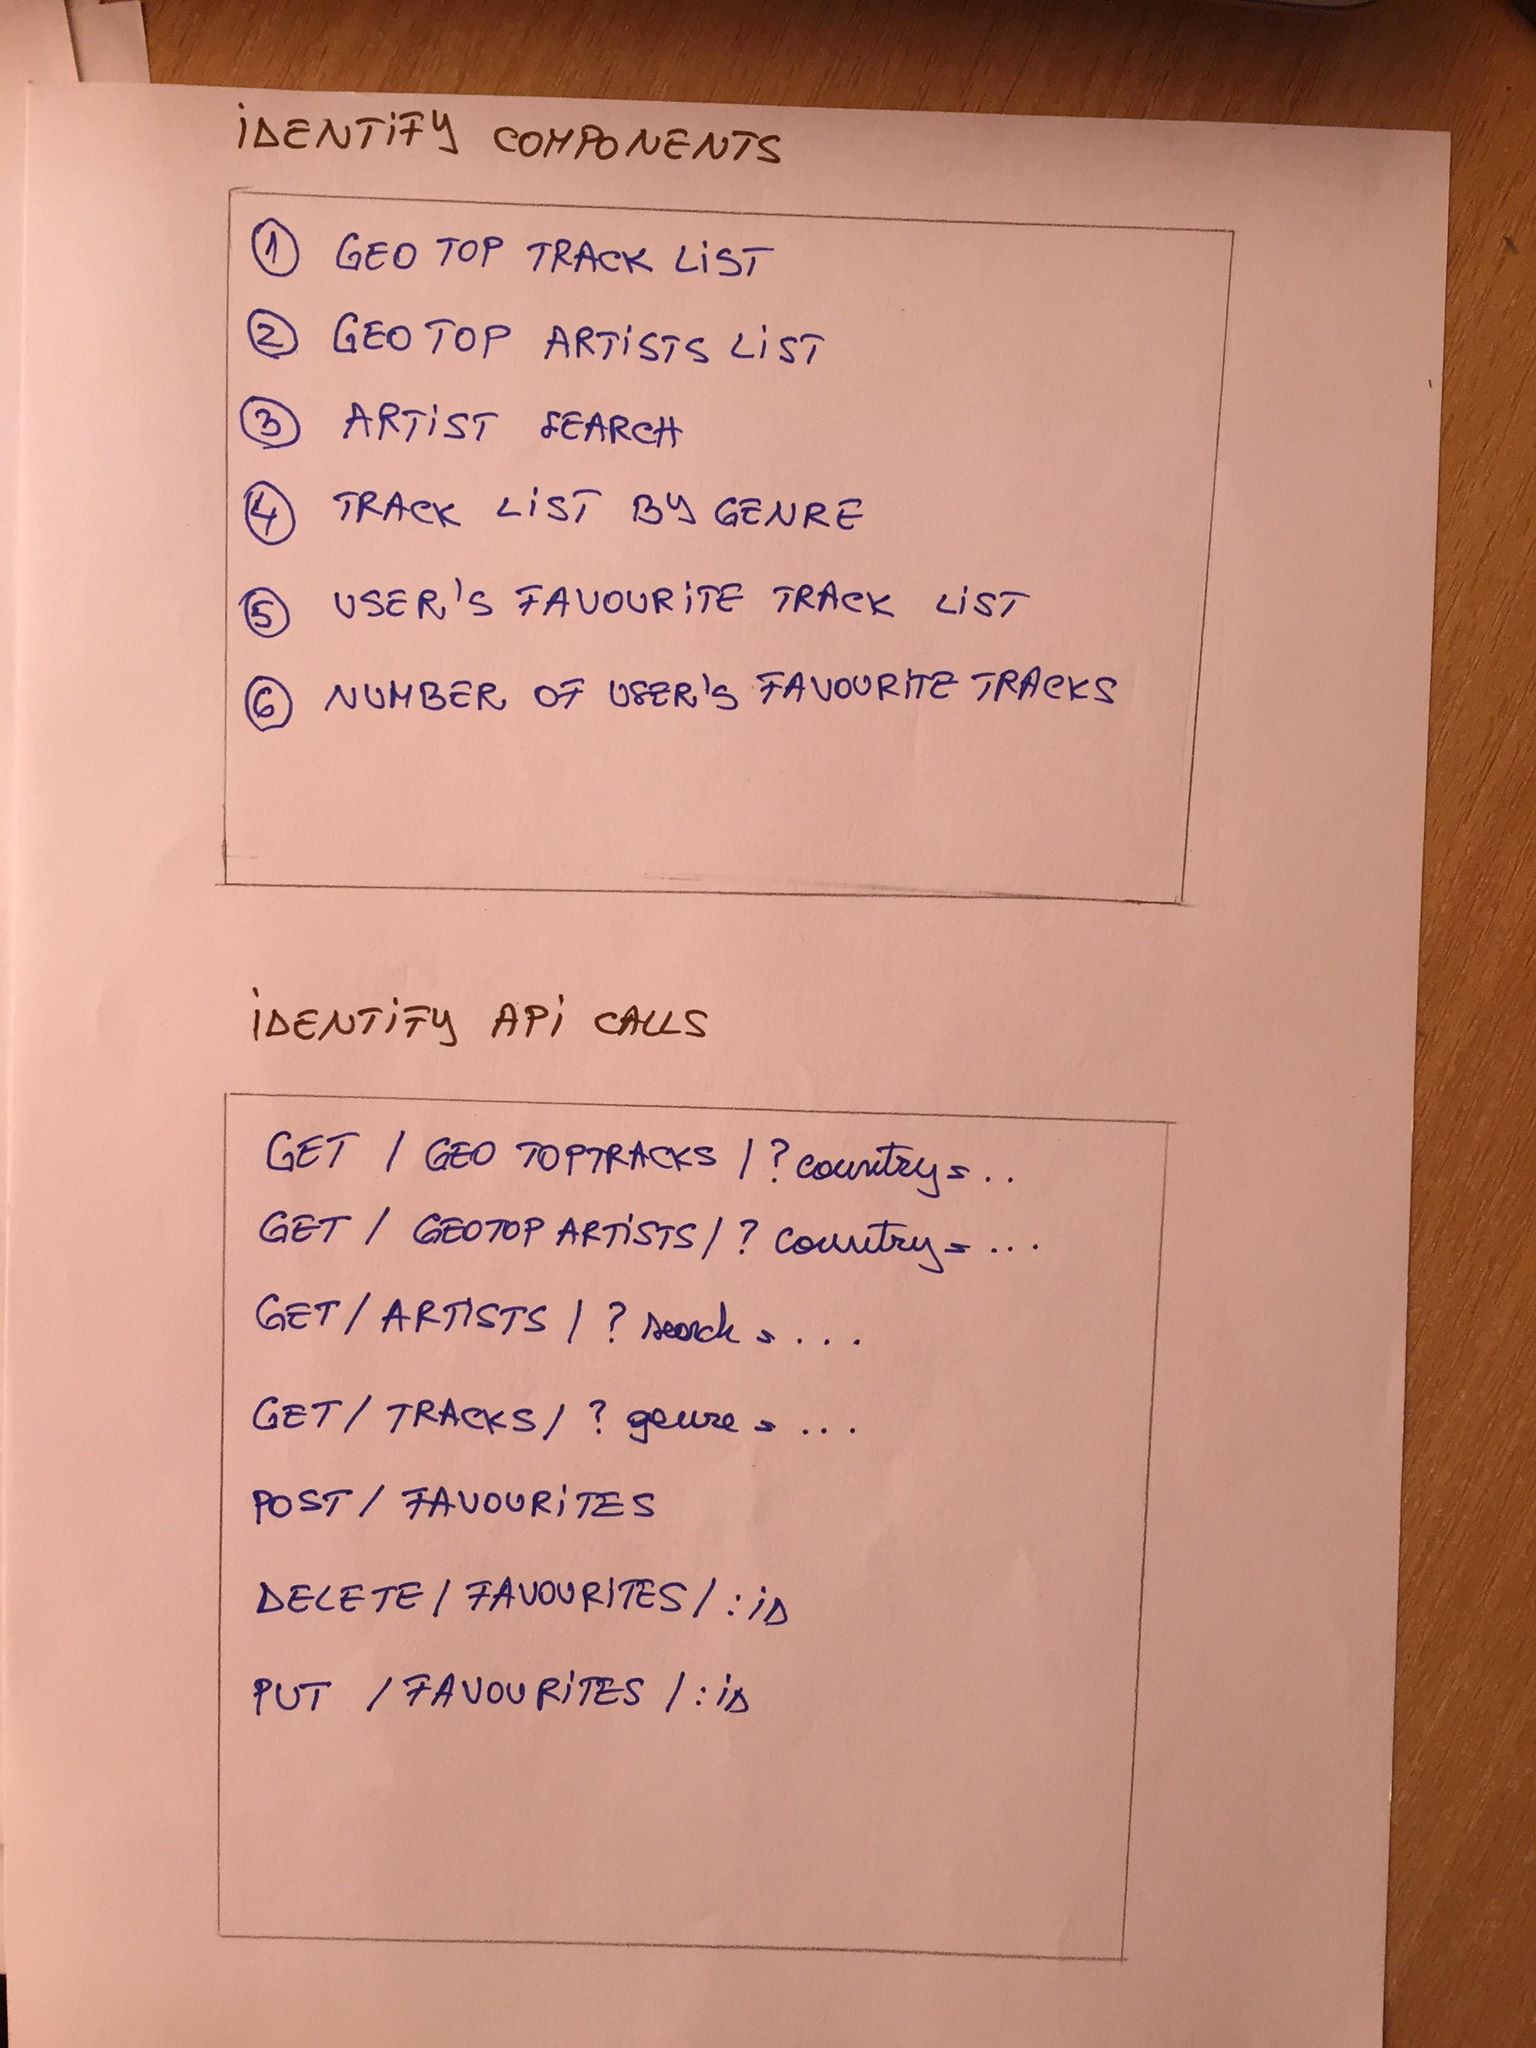 iDENTiFY COMPONENTS
1 GEO TOP TRACK LiST
2 GEO TOP ARTiSTS LiST
3 ARTiST SEARCH
4 TRACK LiST BY GENRE
5 USER'S FAVOURiTE TRACK LiST
6 NUMBER OF USER'S FAVOURiTE TRACKS
iDENTiFY APi CALLS
GET / GEO TOPTRACKS / ? country = ..
GET / GEOTOP ARTiSTS / ? country = ...
GET / ARTiSTS / ? search = ...
GET / TRACKS / ? genre = ...
POST / FAVOURiTES
DELETE / FAVOURiTES / :iD
PUT / FAVOURiTES / :iD